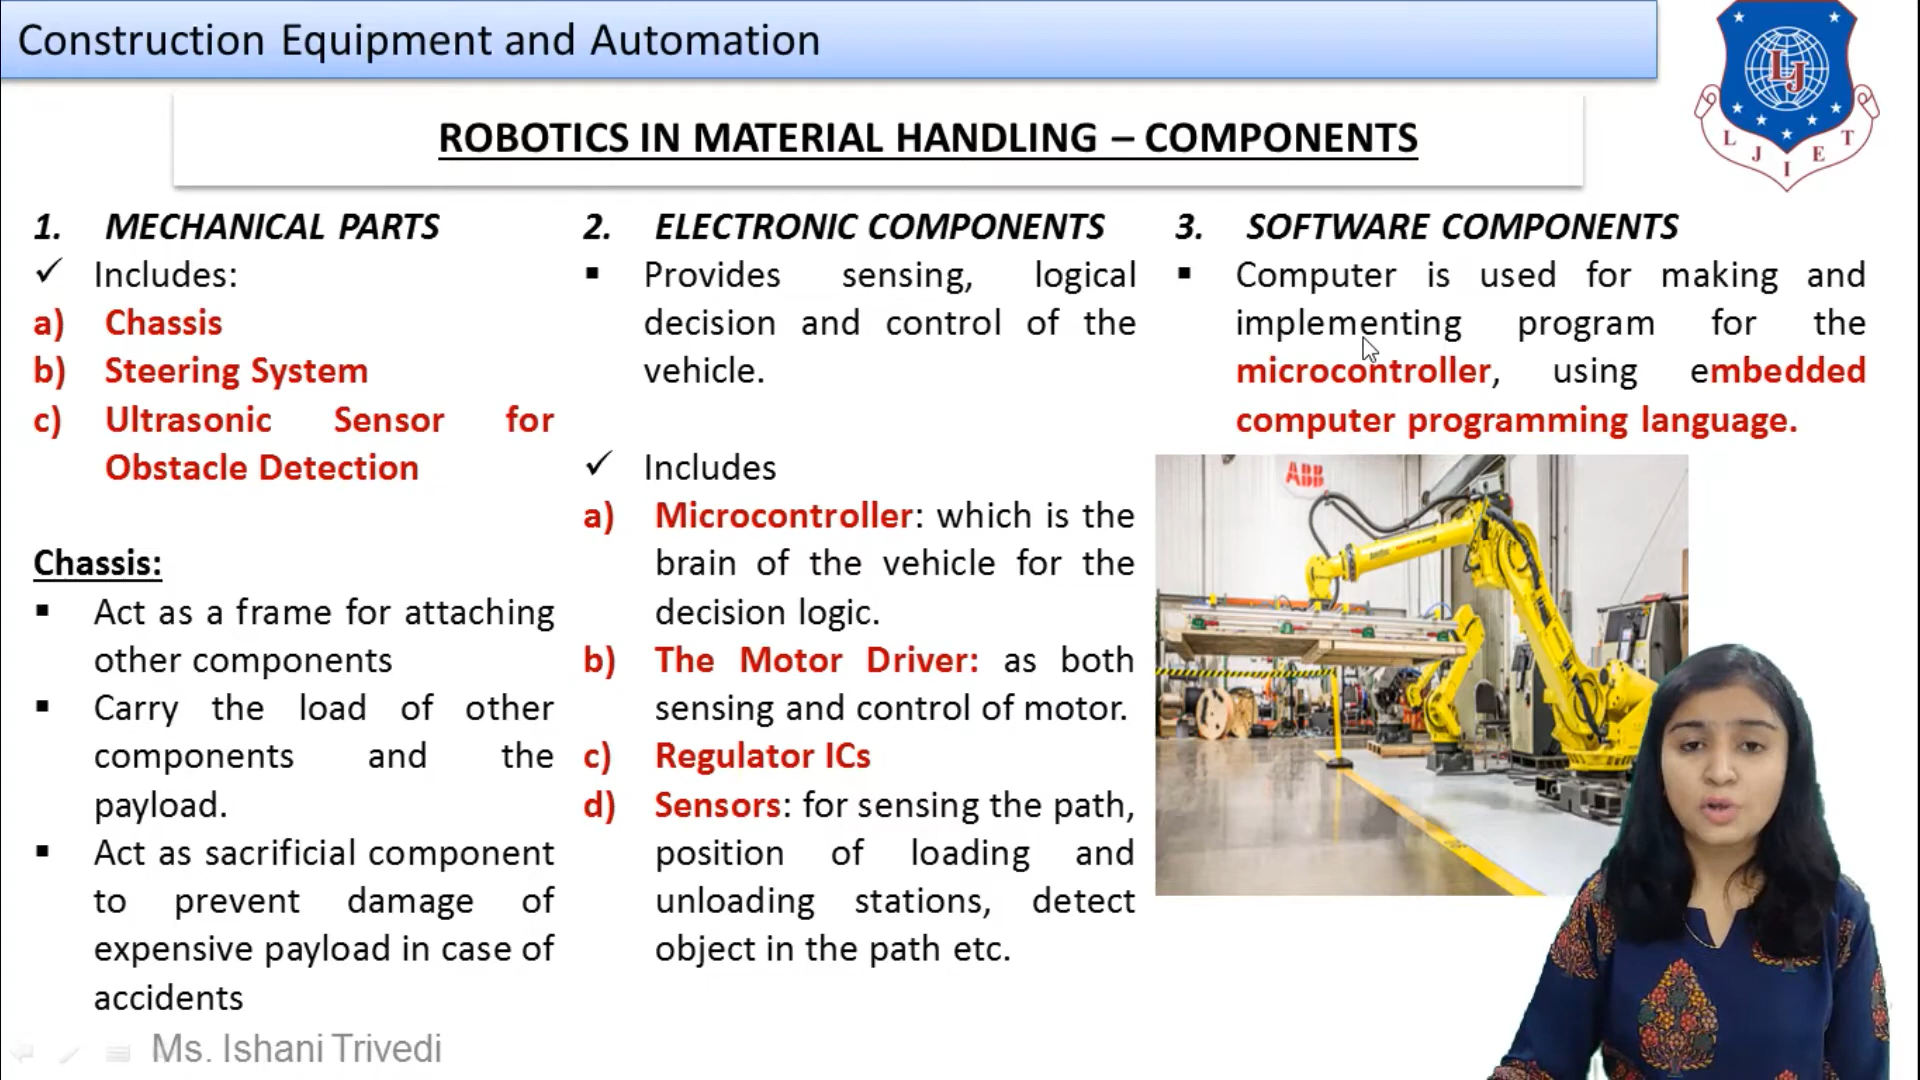 Construction Equipment and Automation
LJ
L J I E T
ROBOTICS IN MATERIAL HANDLING – COMPONENTS
1. MECHANICAL PARTS
✓ Includes:
a) Chassis
b) Steering System
c) Ultrasonic Sensor for
Obstacle Detection
Chassis:
▪ Act as a frame for attaching
other components
▪ Carry the load of other
components and the
payload.
▪ Act as sacrificial component
to prevent damage of
expensive payload in case of
accidents
2. ELECTRONIC COMPONENTS
▪ Provides sensing, logical
decision and control of the
vehicle.
✓ Includes
a) Microcontroller: which is the
brain of the vehicle for the
decision logic.
b) The Motor Driver: as both
sensing and control of motor.
c) Regulator ICs
d) Sensors: for sensing the path,
position of loading and
unloading stations, detect
object in the path etc.
3. SOFTWARE COMPONENTS
▪ Computer is used for making and
implementing program for the
microcontroller, using embedded
computer programming language.
ABB
Ms. Ishani Trivedi